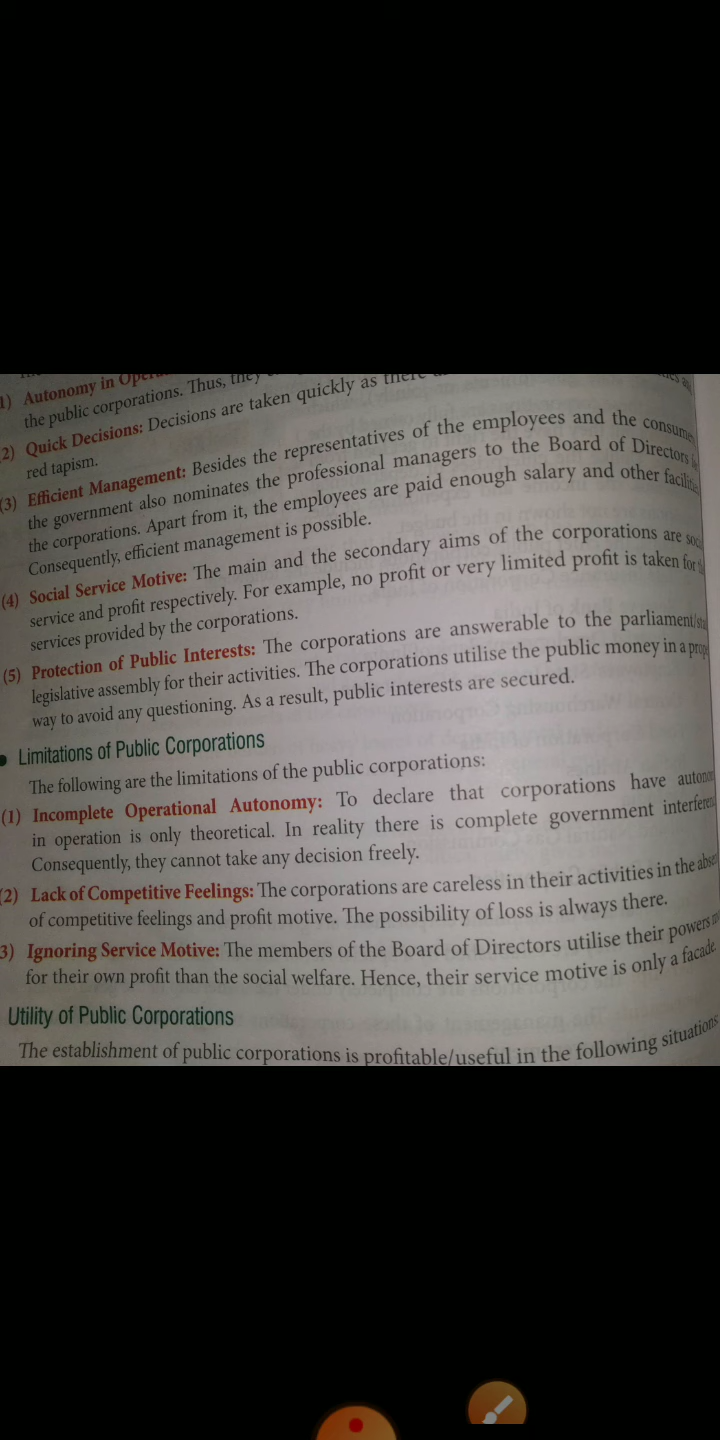 1) Autonomy in
the public corporations. Thus, they
2) Quick Decisions: Decisions are taken quickly as there
red tapism.
(3) Efficient Management: Besides the representatives of the employees and the
the government also nominates the professional managers to the Board of Directors
the corporations. Apart from it, the employees are paid enough salary and other
Consequently, efficient management is possible.
(4) Social Service Motive: The main and the secondary aims of the corporations are
service and profit respectively. For example, no profit or very limited profit is taken for
services provided by the corporations.
(5) Protection of Public Interests: The corporations are answerable to the parliament/
legislative assembly for their activities. The corporations utilise the public money in a
way to avoid any questioning. As a result, public interests are secured.
• Limitations of Public Corporations
The following are the limitations of the public corporations:
(1) Incomplete Operational Autonomy: To declare that corporations have
in operation is only theoretical. In reality there is complete government
Consequently, they cannot take any decision freely.
2) Lack of Competitive Feelings: The corporations are careless in their activities in the
of competitive feelings and profit motive. The possibility of loss is always there.
3) Ignoring Service Motive: The members of the Board of Directors utilise their powers
for their own profit than the social welfare. Hence, their service motive is only a facade.
Utility of Public Corporations
The establishment of public corporations is profitable/useful in the following situations